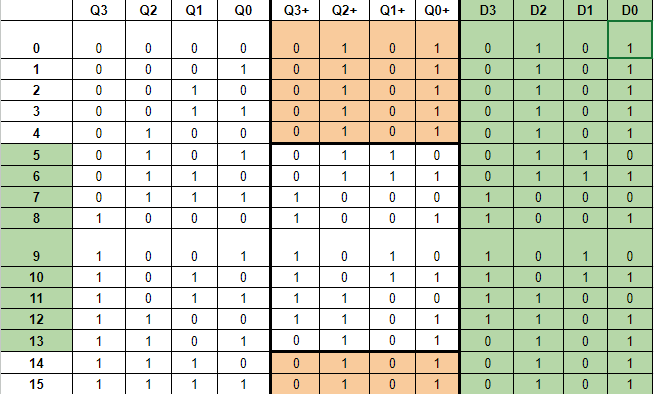 Q3 Q2 Q1 Q0 Q3+ Q2+ Q1+ Q0+ D3 D2 D1 D0
0 0 0 0 0 0 1 0 1 0 1 0 1
1 0 0 0 1 0 1 0 1 0 1 0 1
2 0 0 1 0 0 1 0 1 0 1 0 1
3 0 0 1 1 0 1 0 1 0 1 0 1
4 0 1 0 0 0 1 0 1 0 1 0 1
5 0 1 0 1 0 1 1 0 0 1 1 0
6 0 1 1 0 0 1 1 1 0 1 1 1
7 0 1 1 1 1 0 0 0 1 0 0 0
8 1 0 0 0 1 0 0 1 1 0 0 1
9 1 0 0 1 1 0 1 0 1 0 1 0
10 1 0 1 0 1 0 1 1 1 0 1 1
11 1 0 1 1 1 1 0 0 1 1 0 0
12 1 1 0 0 1 1 0 1 1 1 0 1
13 1 1 0 1 0 1 0 1 0 1 0 1
14 1 1 1 0 0 1 0 1 0 1 0 1
15 1 1 1 1 0 1 0 1 0 1 0 1